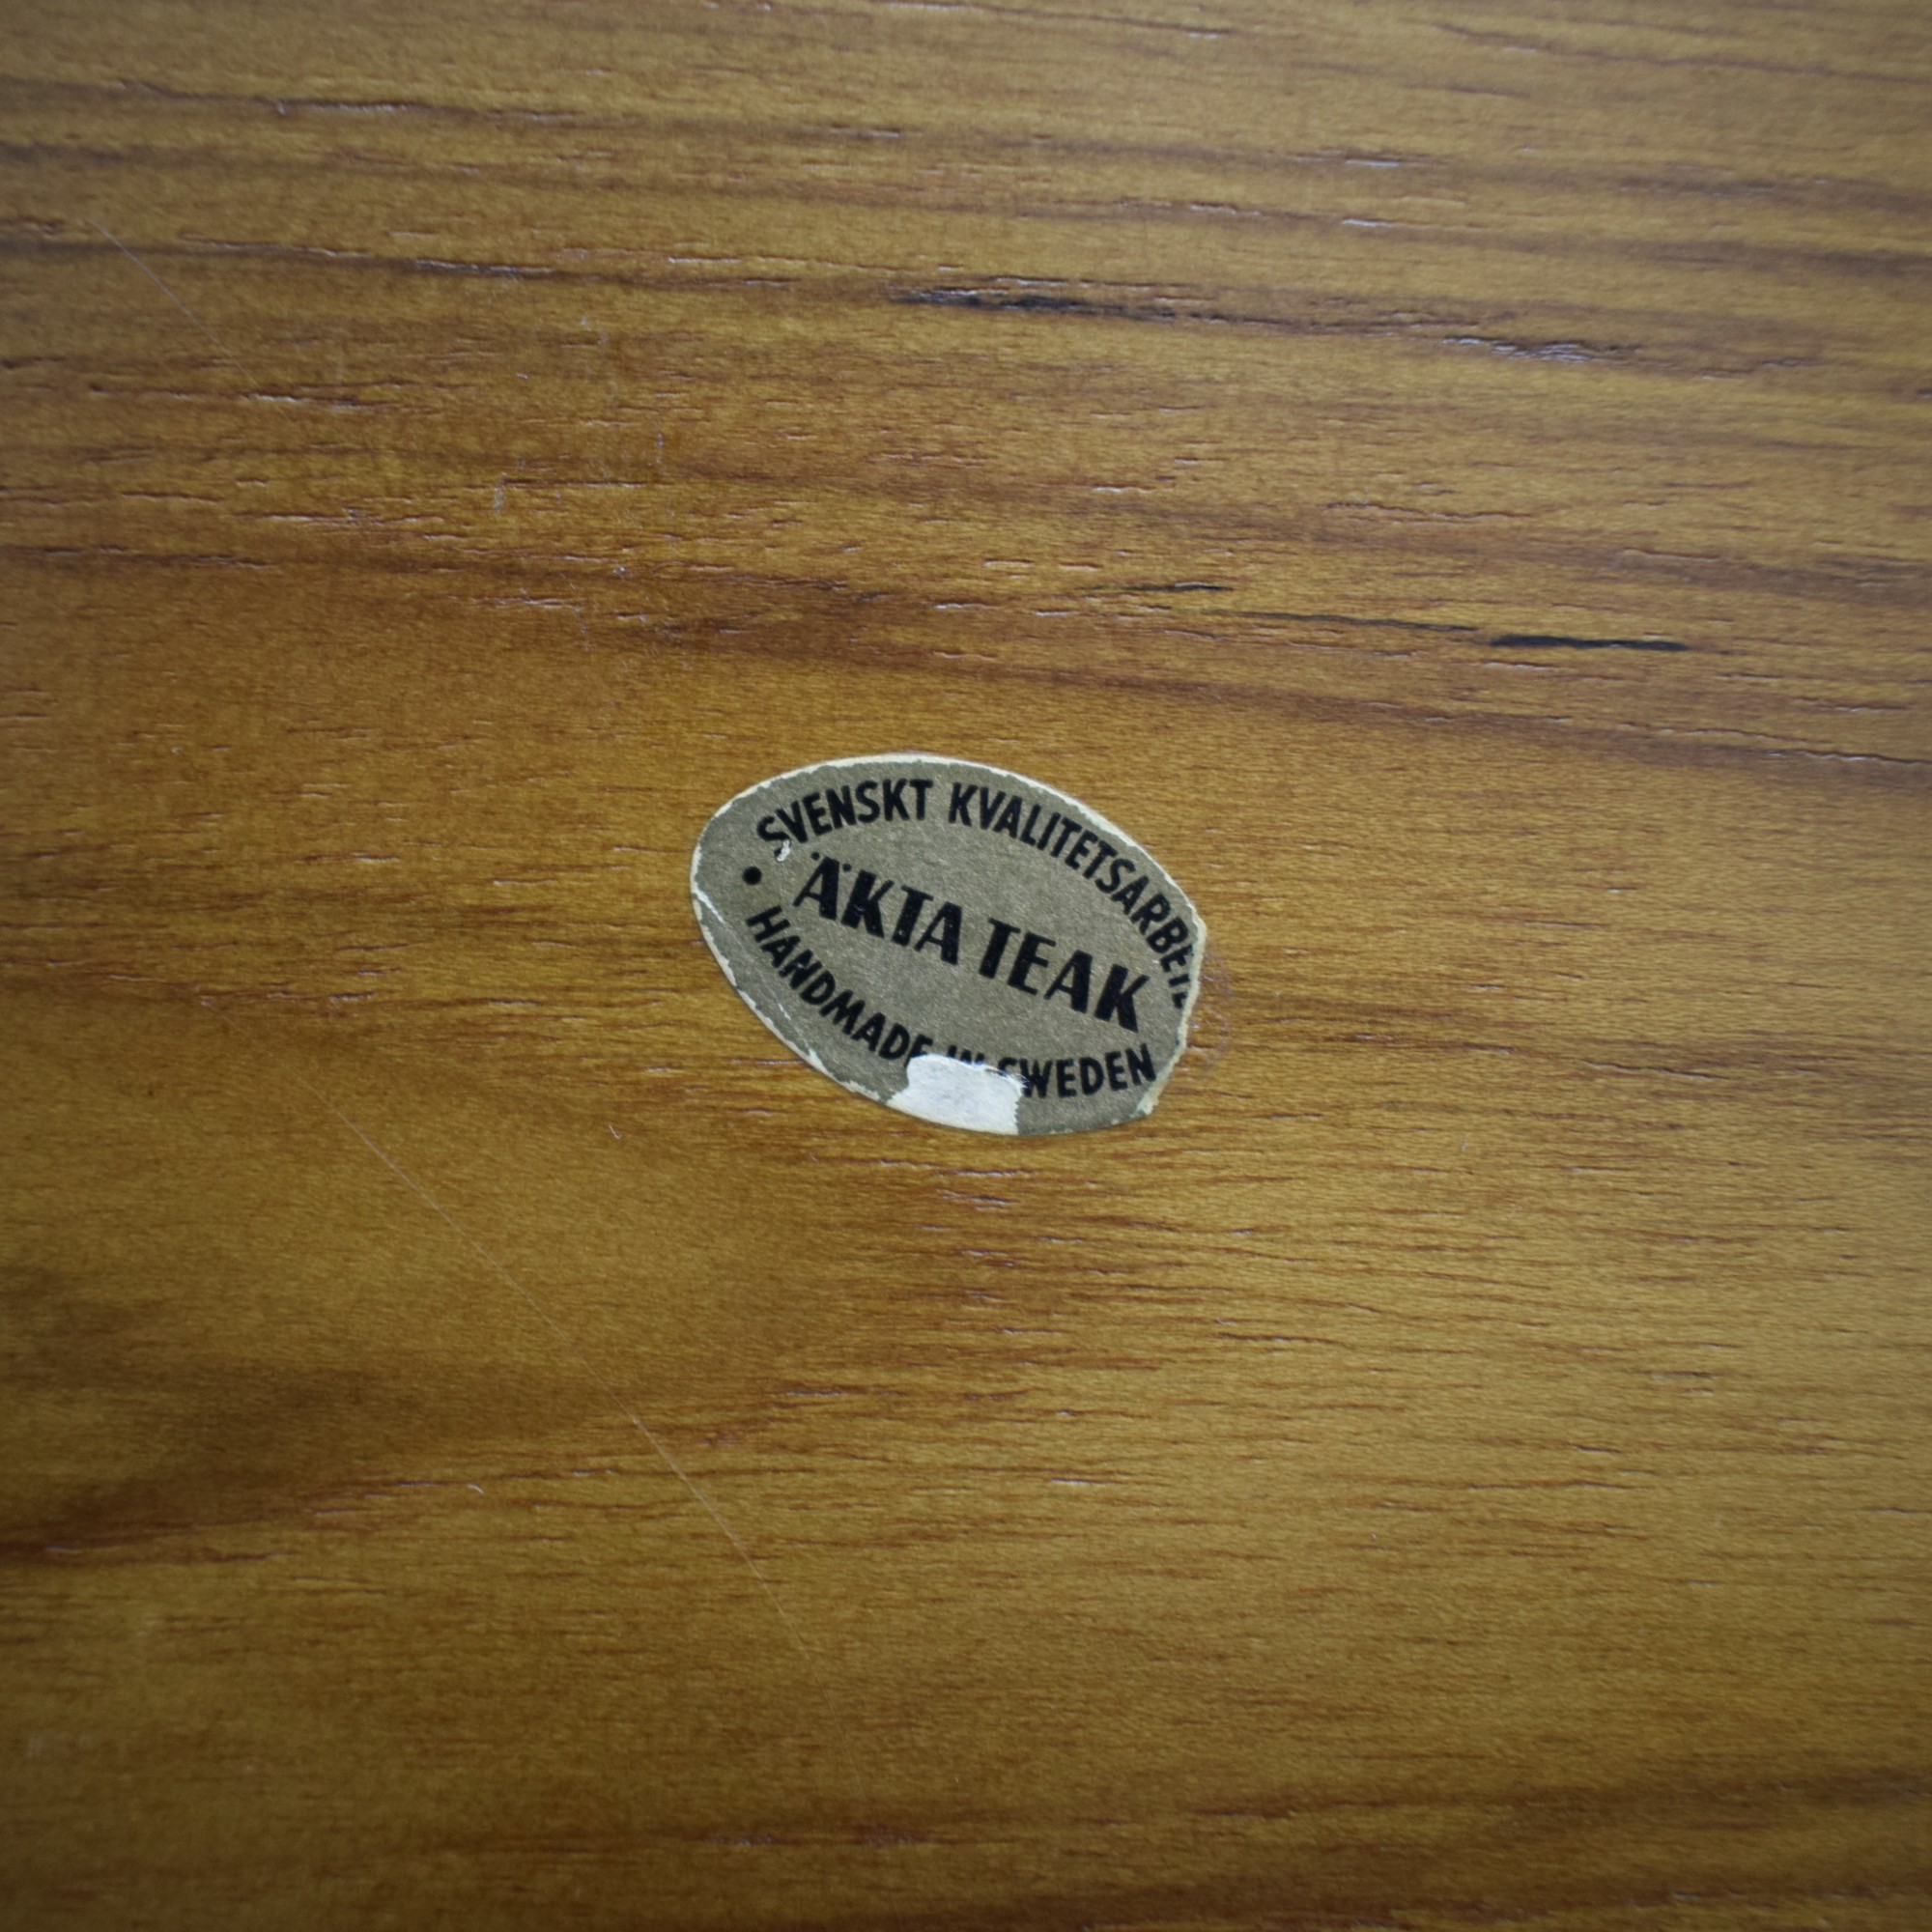 SVENSKT KVALITETSARBETE
• ÄKTA TEAK
HANDMADE IN SWEDEN